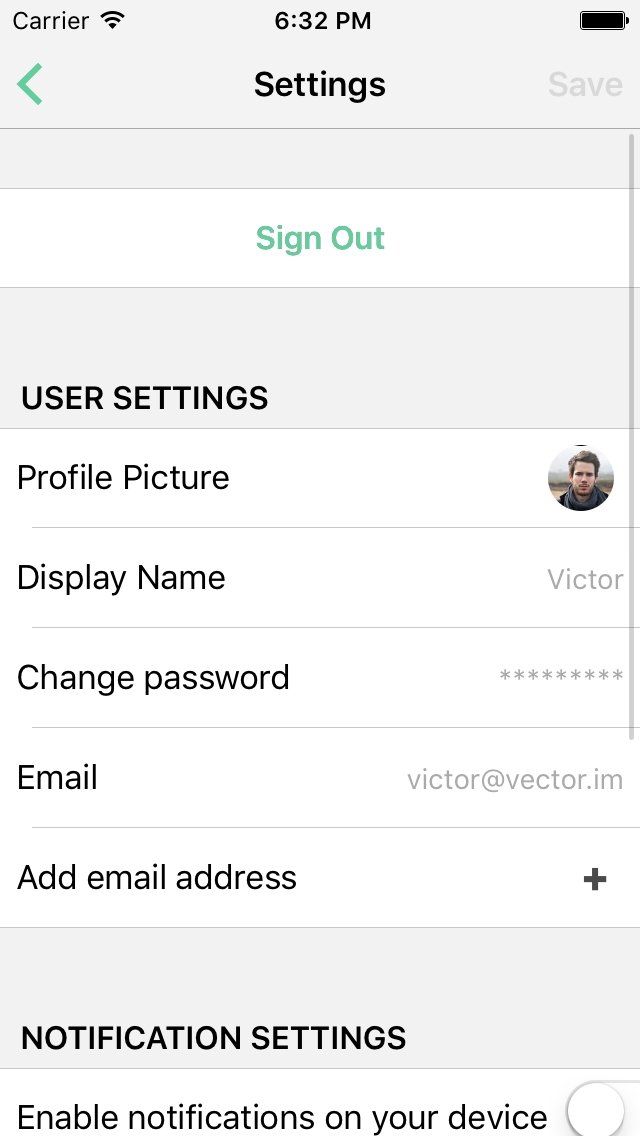 Carrier 6:32 PM
Settings Save
Sign Out
USER SETTINGS
Profile Picture
Display Name Victor
Change password *********
Email victor@vector.im
Add email address +
NOTIFICATION SETTINGS
Enable notifications on your device